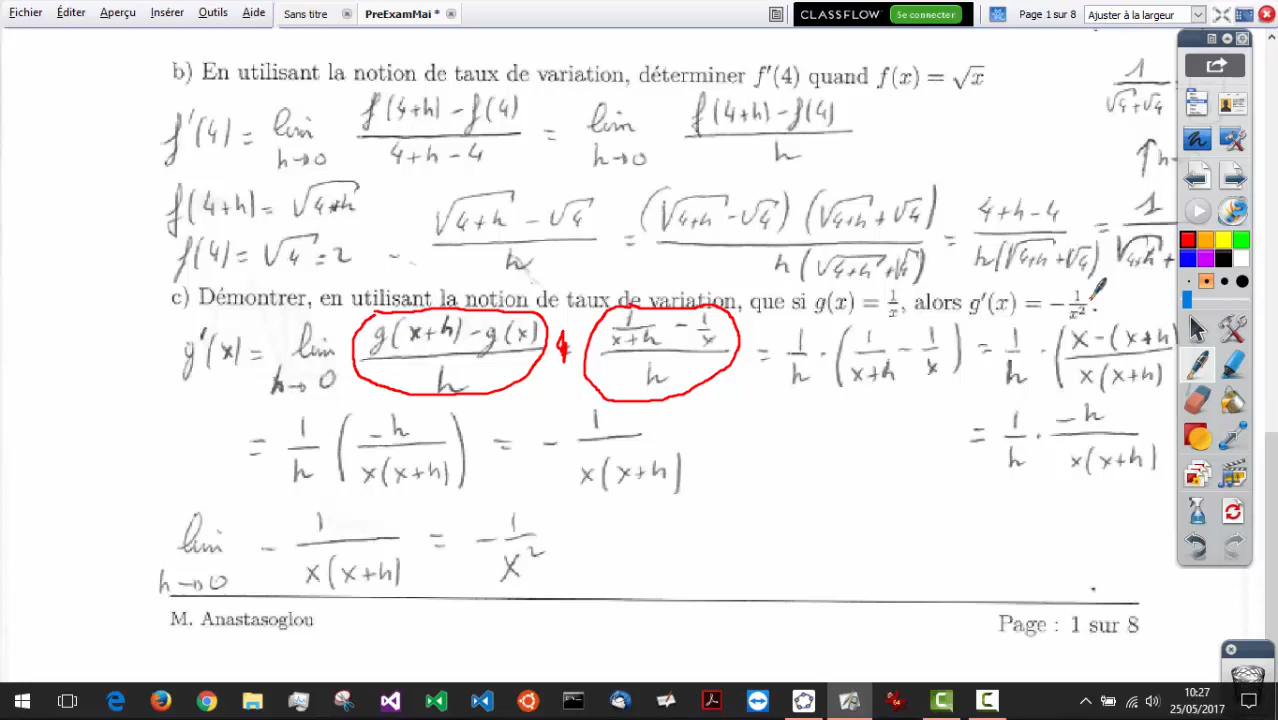 Fichier Éditer Aperçu Insérer Outils Aide Sans titre PreExamMai * CLASSFLOW Se connecter Page 1 sur 8 Ajuster à la largeur
b) En utilisant la notion de taux de variation, déterminer f'(4) quand f(x) = √x
f'(4) = lim h→0 (f(4+h) - f(4))/(4+h-4) = lim h→0 (f(4+h) - f(4))/h
1/(√4+√4)
↑h
f(4+h) = √(4+h)
f(4) = √4 = 2
(√(4+h) - √4)/h = (√(4+h) - √4)(√(4+h) + √4)/(h(√(4+h) + √4)) = (4+h-4)/(h(√(4+h) + √4)) = 1/(√(4+h) +
c) Démontrer, en utilisant la notion de taux de variation, que si g(x) = 1/x, alors g'(x) = -1/x².
g'(x) = lim h→0 (g(x+h) - g(x))/h (1/(x+h) - 1/x)/h = 1/h · (1/(x+h) - 1/x) = 1/h · (x-(x+h)/(x(x+h)
= 1/h (-h/(x(x+h))) = - 1/(x(x+h)) = 1/h · -h/(x(x+h))
lim h→0 - 1/(x(x+h)) = - 1/x²
M. Anastasoglou Page : 1 sur 8
64
10:27
25/05/2017